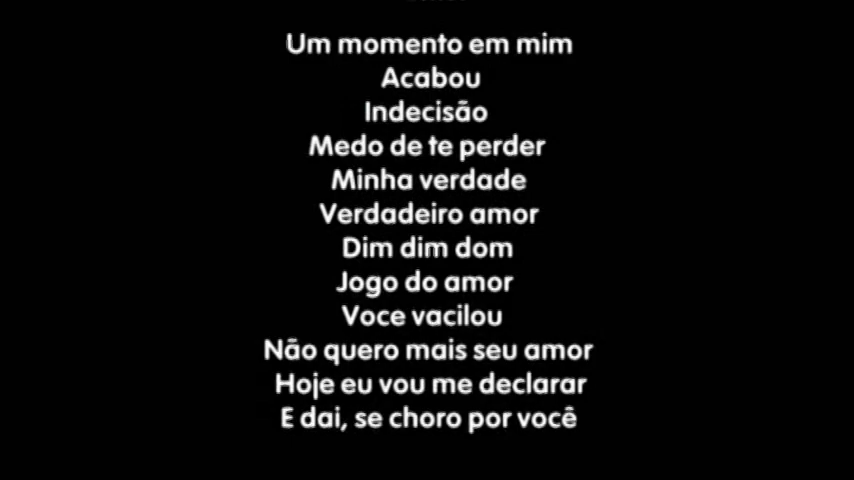 Um momento em mim
Acabou
Indecisão
Medo de te perder
Minha verdade
Verdadeiro amor
Dim dim dom
Jogo do amor
Voce vacilou
Não quero mais seu amor
Hoje eu vou me declarar
E dai, se choro por você